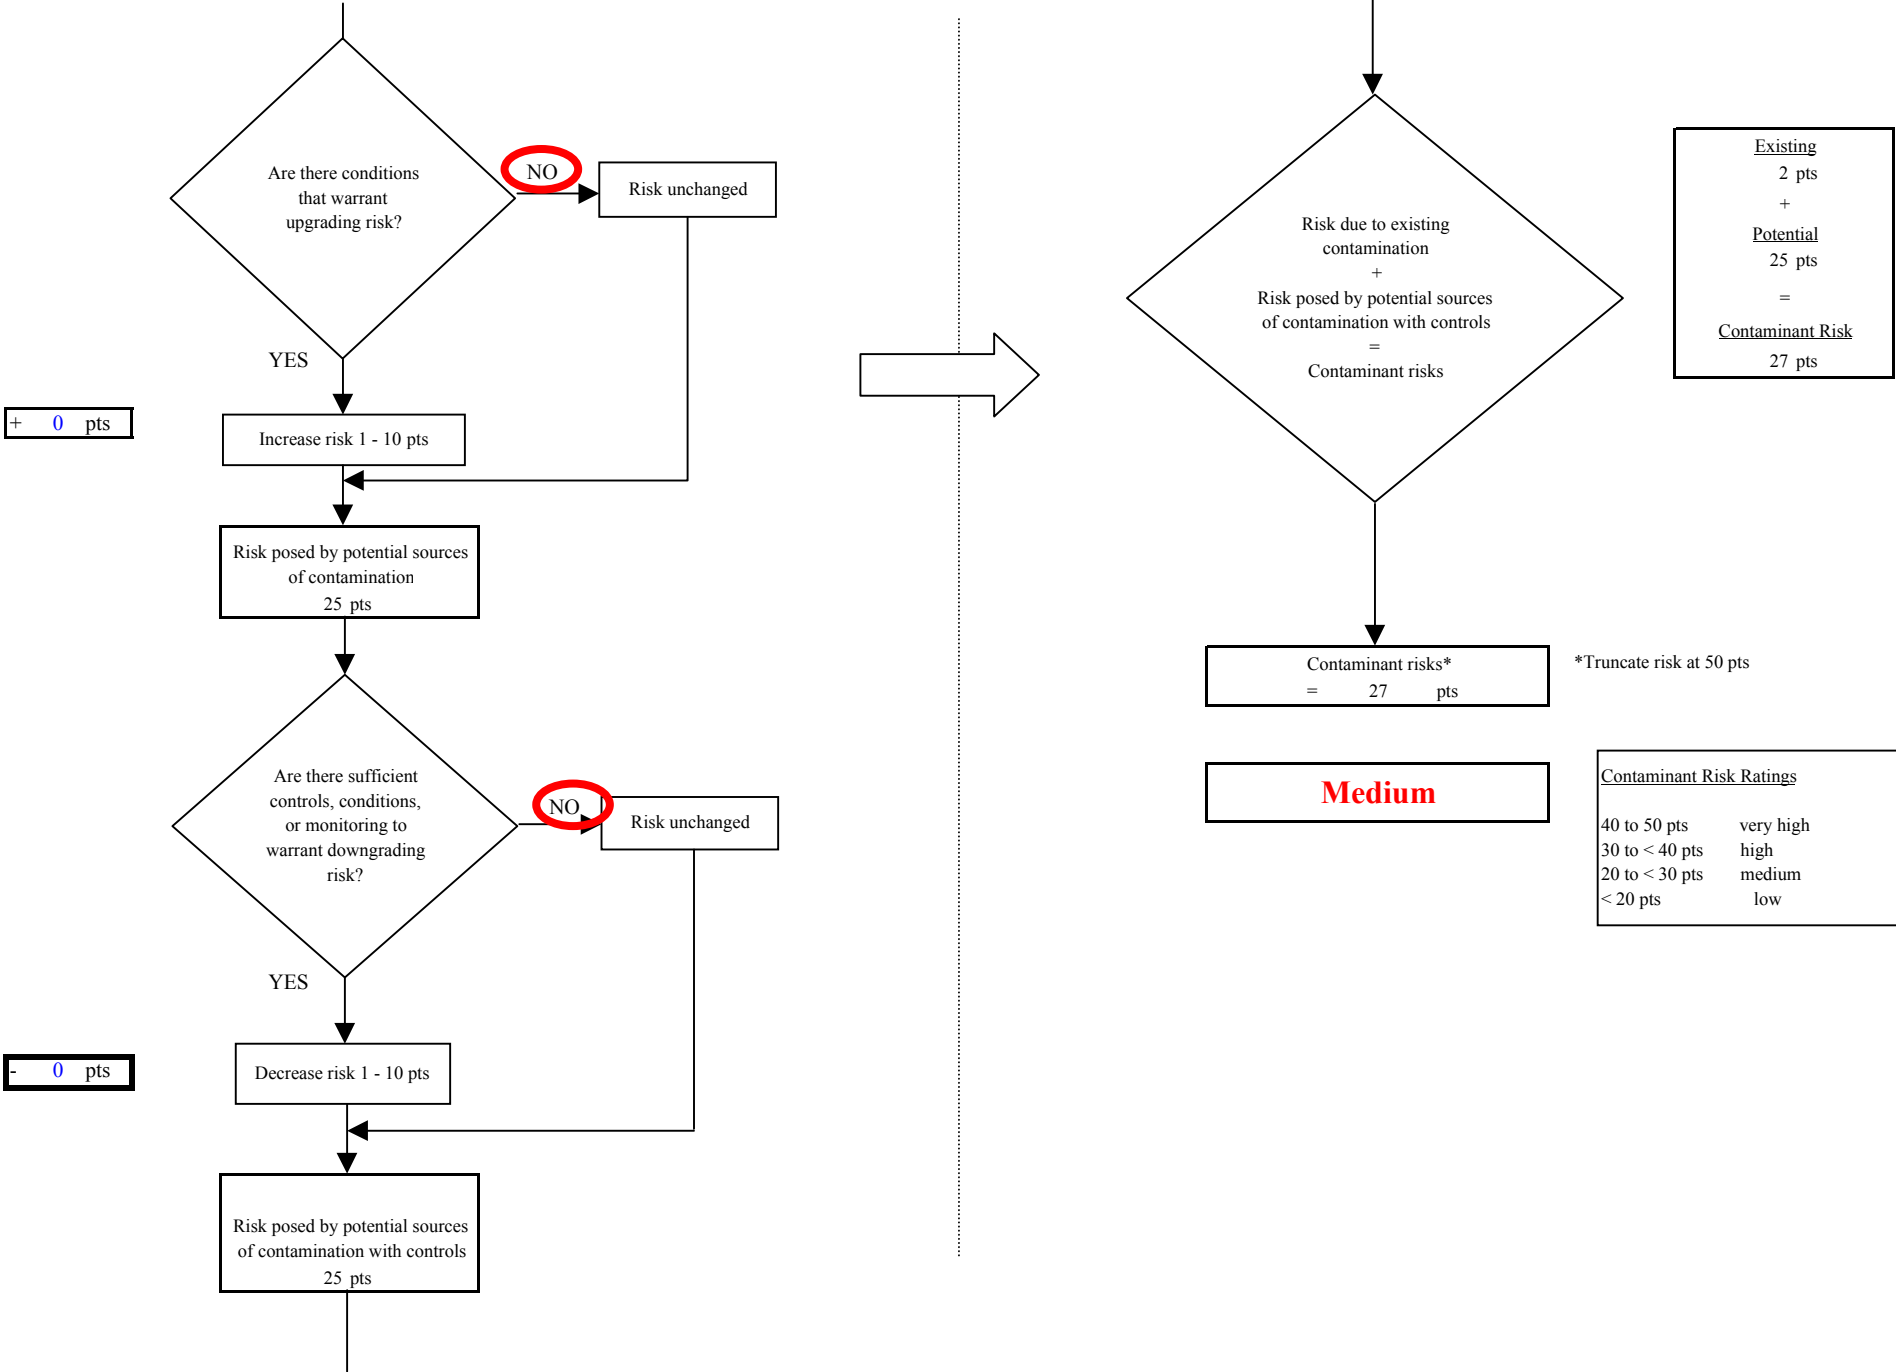 Are there conditions
that warrant
upgrading risk?
NO
Risk unchanged
YES
+ 0 pts
Increase risk 1 - 10 pts
Risk posed by potential sources
of contamination
25 pts
Are there sufficient
controls, conditions,
or monitoring to
warrant downgrading
risk?
NO
Risk unchanged
YES
- 0 pts
Decrease risk 1 - 10 pts
Risk posed by potential sources
of contamination with controls
25 pts
Risk due to existing
contamination
+
Risk posed by potential sources
of contamination with controls
=
Contaminant risks
Existing
2 pts
+
Potential
25 pts
=
Contaminant Risk
27 pts
Contaminant risks*
= 27 pts
*Truncate risk at 50 pts
Medium
Contaminant Risk Ratings
40 to 50 pts very high
30 to < 40 pts high
20 to < 30 pts medium
< 20 pts low